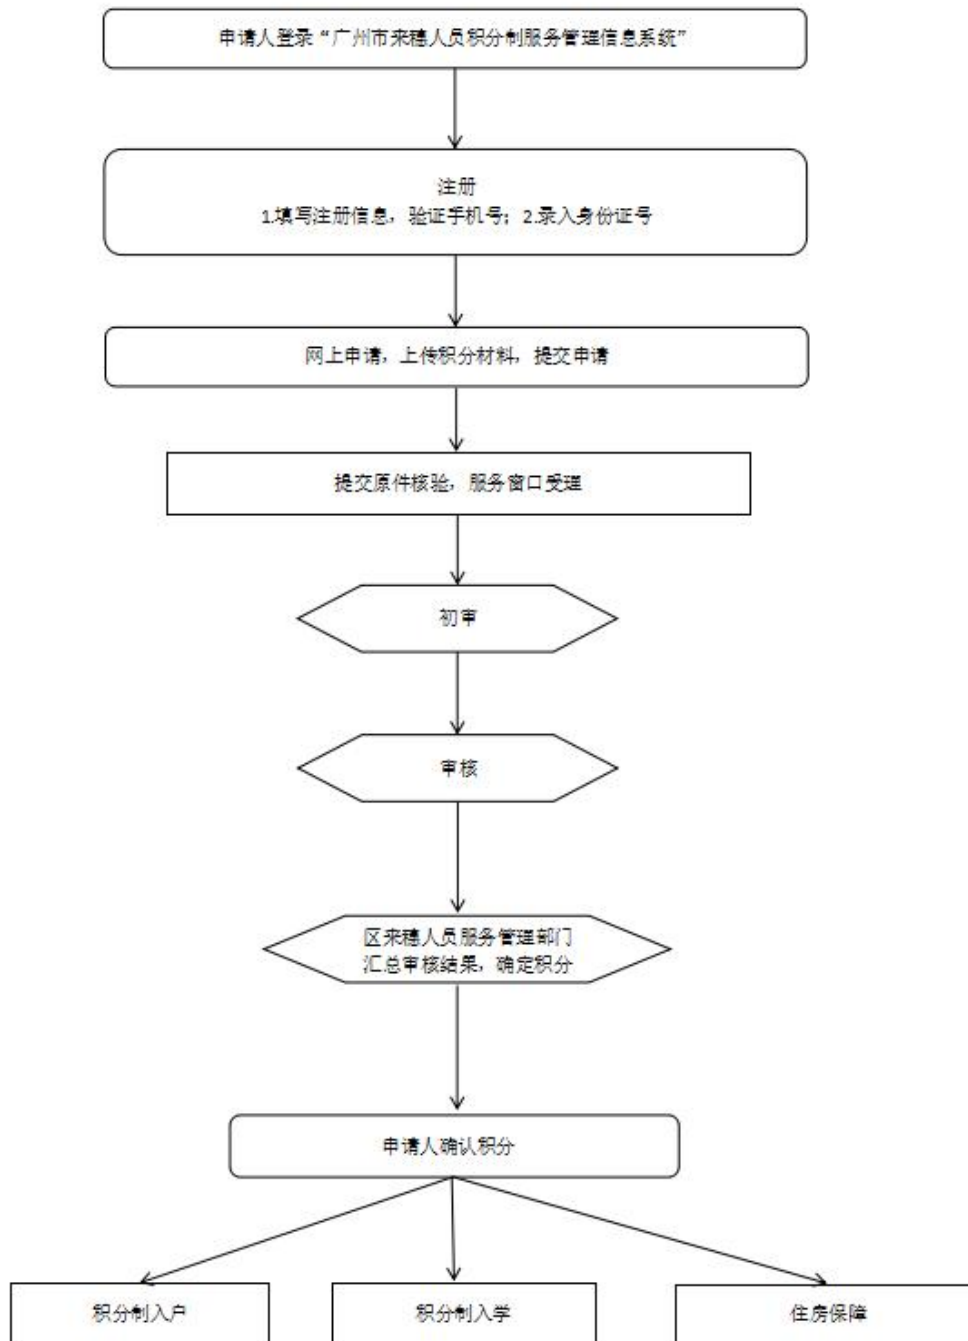 申请人登录“广州市来穗人员积分制服务管理信息系统”
注册
1.填写注册信息，验证手机号；2.录入身份证号
网上申请，上传积分材料，提交申请
提交原件核验，服务窗口受理
初审
审核
区来穗人员服务管理部门
汇总审核结果，确定积分
申请人确认积分
积分制入户
积分制入学
住房保障